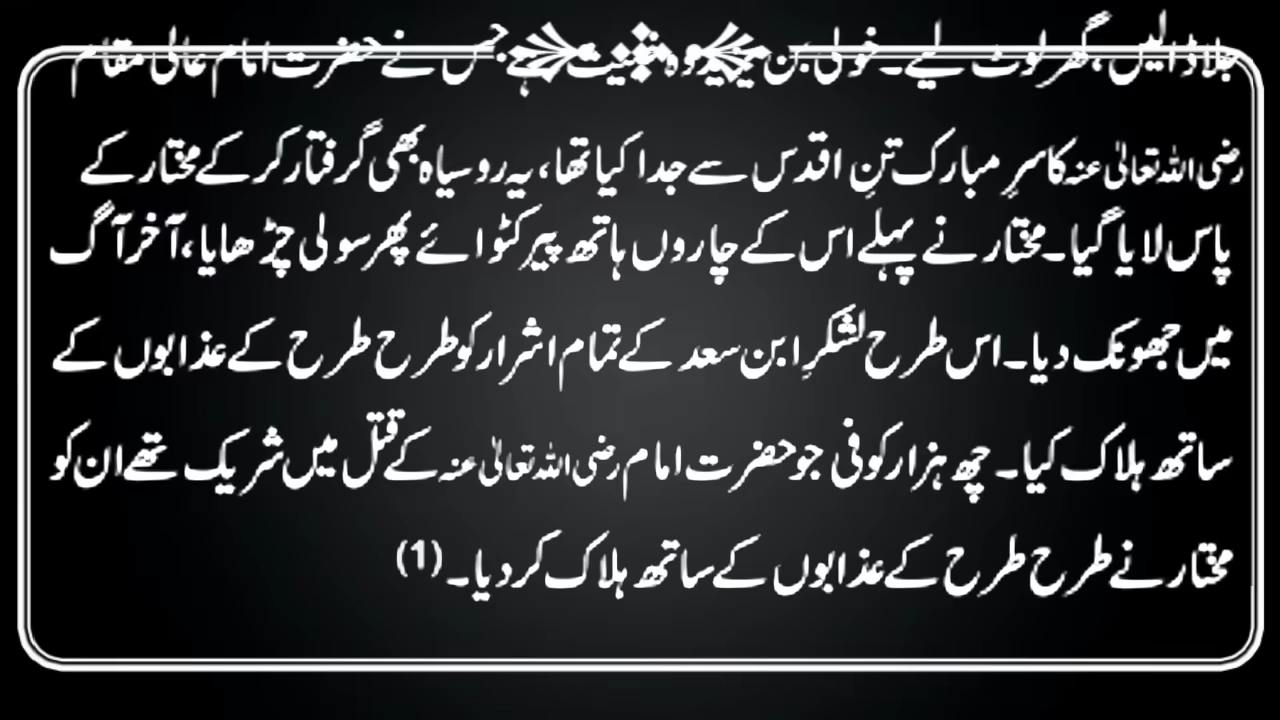 جلا ڈالیں، گھر لوٹ لیے۔ خولی بن یزید وہ خبیث ہے جس نے حضرت امام عالی مقام
رضی اللہ تعالیٰ عنہ کا سرِ مبارک تنِ اقدس سے جدا کیا تھا، یہ روسیاہ بھی گرفتار کر کے مختار کے
پاس لایا گیا۔ مختار نے پہلے اس کے چاروں ہاتھ پیر کٹوائے پھر سولی چڑھایا، آخر آگ
میں جھونک دیا۔ اس طرح لشکرِ ابن سعد کے تمام اشرار کو طرح طرح کے عذابوں کے
ساتھ ہلاک کیا۔ چھ ہزار کوفی جو حضرت امام رضی اللہ تعالیٰ عنہ کے قتل میں شریک تھے ان کو
مختار نے طرح طرح کے عذابوں کے ساتھ ہلاک کر دیا۔ (1)